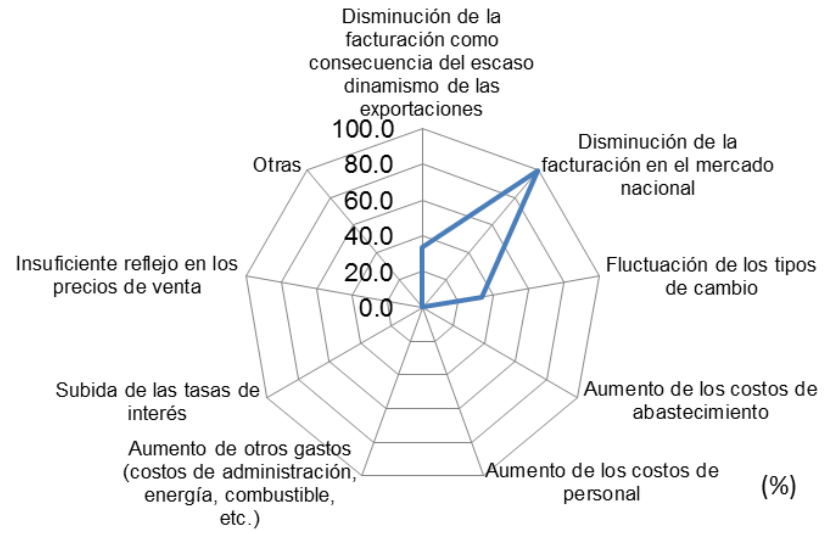 Disminución de la
facturación como
consecuencia del escaso
dinamismo de las
exportaciones
100.0
80.0
60.0
40.0
20.0
0.0
Disminución de la
facturación en el mercado
nacional
Fluctuación de los tipos
de cambio
Aumento de los costos de
abastecimiento
Aumento de los costos de
personal
(%)
Aumento de otros gastos
(costos de administración,
energía, combustible,
etc.)
Subida de las tasas de
interés
Insuficiente reflejo en los
precios de venta
Otras